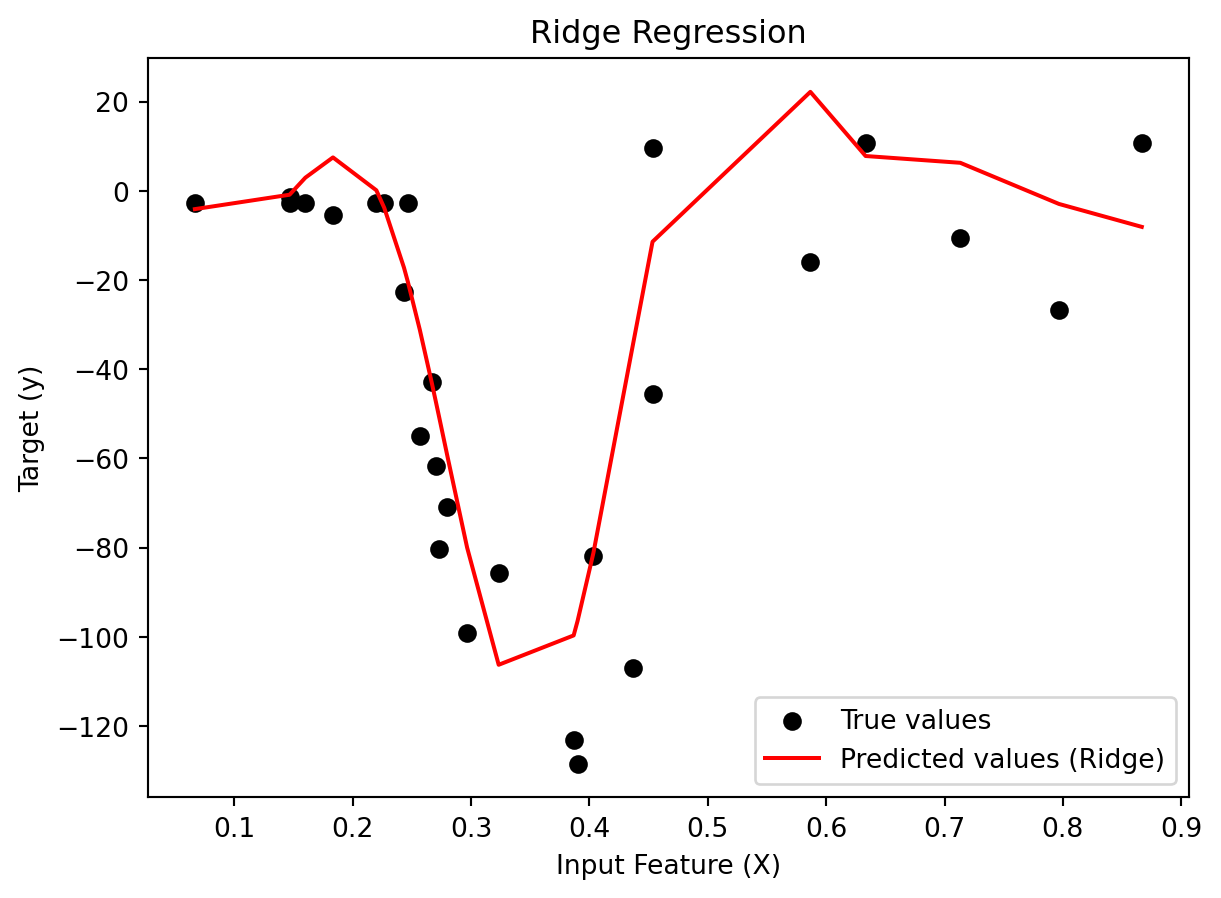 Ridge Regression
20
0
−20
−40
−60
−80
−100
−120
Target (y)
0.1 0.2 0.3 0.4 0.5 0.6 0.7 0.8 0.9
Input Feature (X)
True values
Predicted values (Ridge)